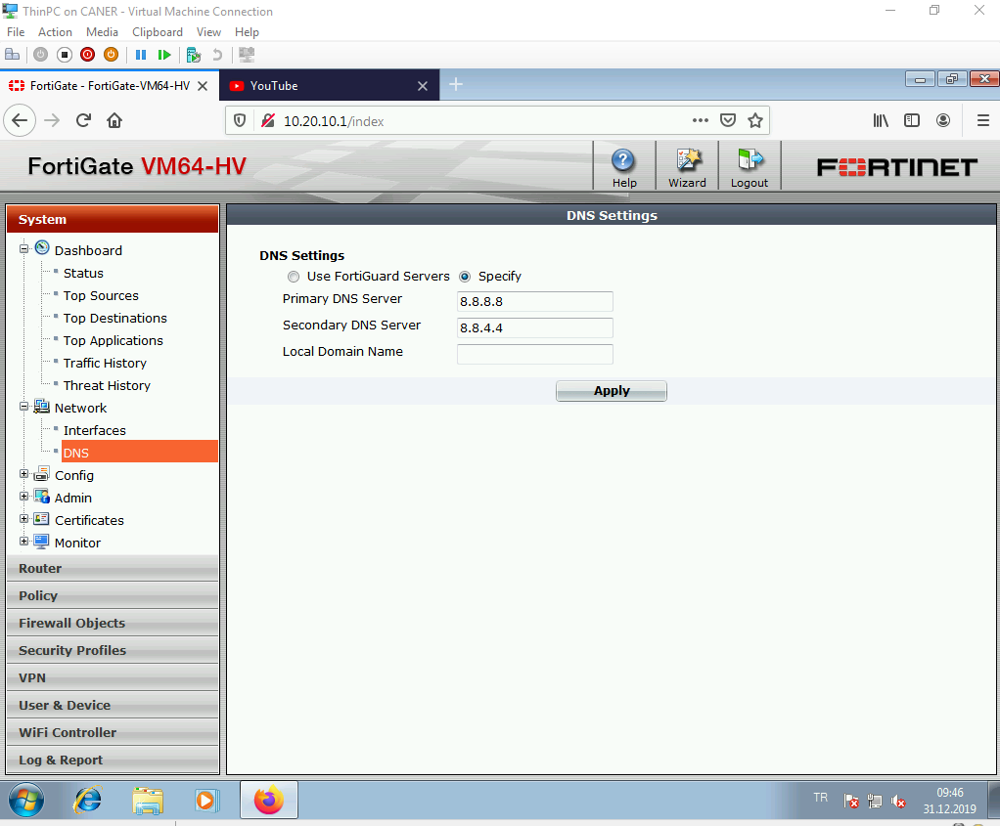 ThinPC on CANER - Virtual Machine Connection
File Action Media Clipboard View Help
FortiGate - FortiGate-VM64-HV
YouTube
10.20.10.1/index
FortiGate VM64-HV
Help
Wizard
Logout
FORTINET
System
DNS Settings
Dashboard
Status
Top Sources
Top Destinations
Top Applications
Traffic History
Threat History
Network
Interfaces
DNS
Config
Admin
Certificates
Monitor
Router
Policy
Firewall Objects
Security Profiles
VPN
User & Device
WiFi Controller
Log & Report
DNS Settings
Use FortiGuard Servers Specify
Primary DNS Server 8.8.8.8
Secondary DNS Server 8.8.4.4
Local Domain Name
Apply
TR
09:46
31.12.2019